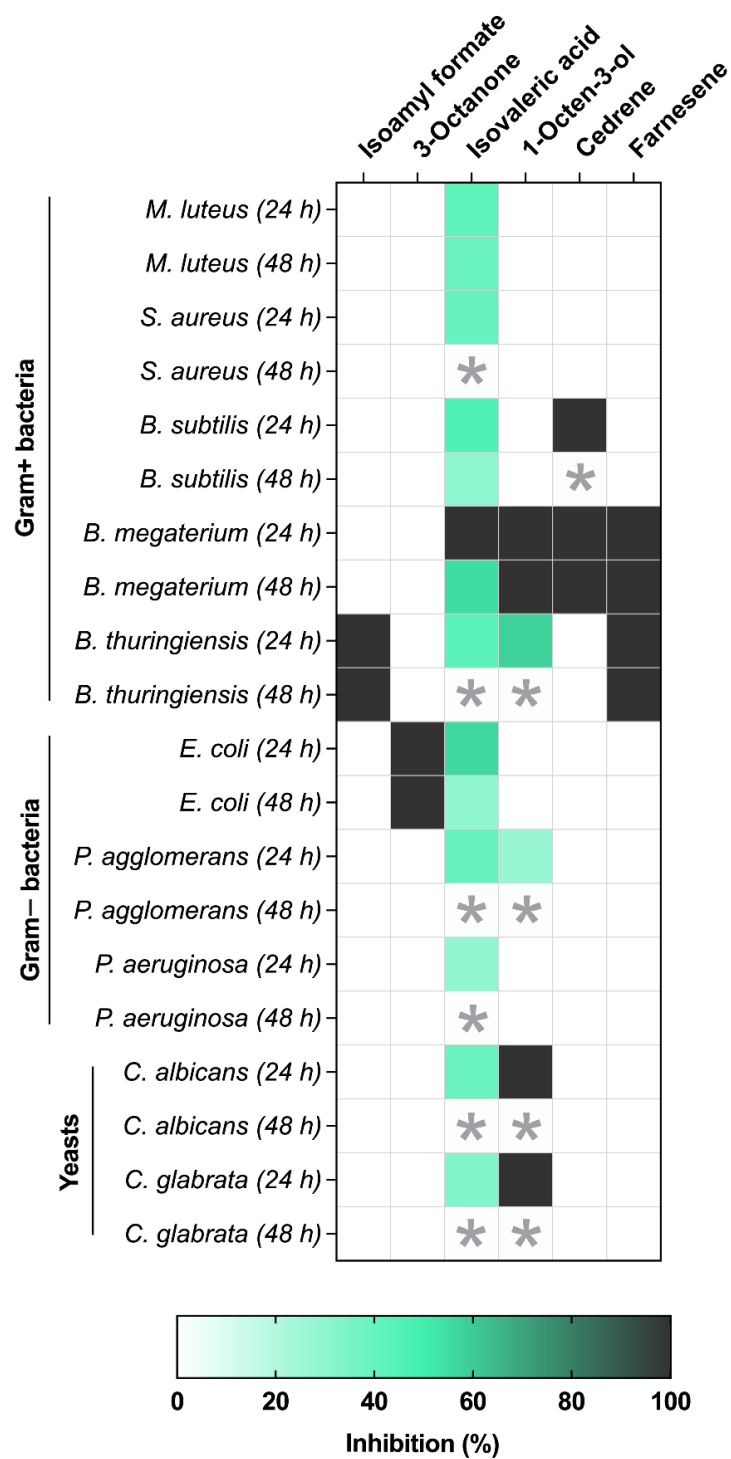 Isoamyl formate
3-Octanone
Isovaleric acid
1-Octen-3-ol
Cedrene
Farnesene
Gram+ bacteria
M. luteus (24 h)
M. luteus (48 h)
S. aureus (24 h)
S. aureus (48 h)
*
B. subtilis (24 h)
B. subtilis (48 h)
*
B. megaterium (24 h)
B. megaterium (48 h)
B. thuringiensis (24 h)
B. thuringiensis (48 h)
* *
Gram− bacteria
E. coli (24 h)
E. coli (48 h)
P. agglomerans (24 h)
P. agglomerans (48 h)
* *
P. aeruginosa (24 h)
P. aeruginosa (48 h)
*
Yeasts
C. albicans (24 h)
C. albicans (48 h)
* *
C. glabrata (24 h)
C. glabrata (48 h)
* *
0 20 40 60 80 100
Inhibition (%)